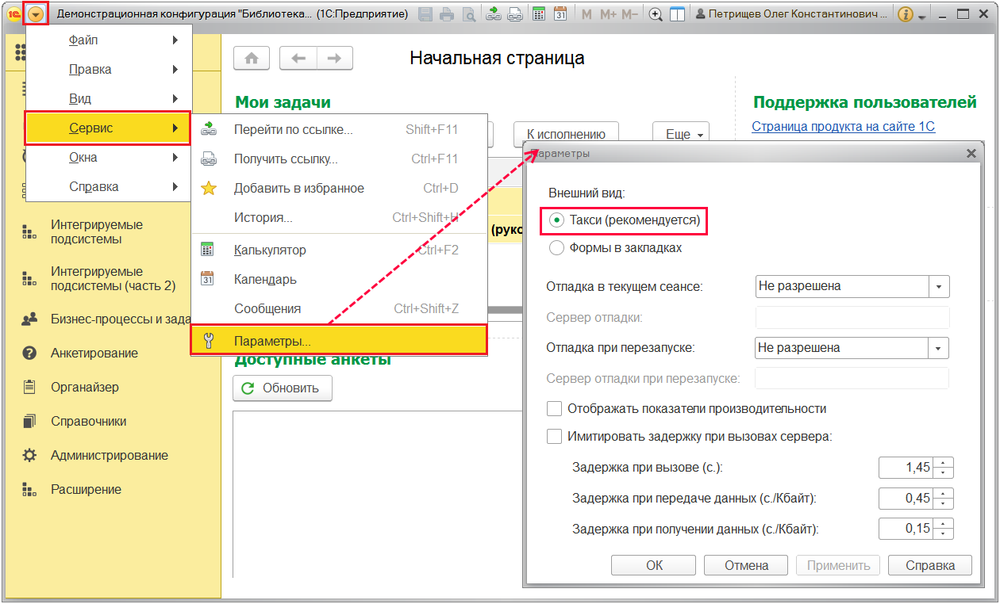 1С
Демонстрационная конфигурация "Библиотека... (1С:Предприятие)
31
M M+ M-
Петрищев Олег Константинович ...
Файл
Правка
Вид
Сервис
Окна
Справка
Интегрируемые
подсистемы
Интегрируемые
подсистемы (часть 2)
Бизнес-процессы и зада
Анкетирование
Органайзер
Справочники
Администрирование
Расширение
Начальная страница
Мои задачи
К исполнению
Еще
Поддержка пользователей
Страница продукта на сайте 1С
Перейти по ссылке... Shift+F11
Получить ссылку... Ctrl+F11
Добавить в избранное Ctrl+D
История... Ctrl+Shift+H
Калькулятор Ctrl+F2
31 Календарь
Сообщения Ctrl+Shift+Z
Параметры...
(руко
Доступные анкеты
Обновить
Параметры
Внешний вид:
Такси (рекомендуется)
Формы в закладках
Отладка в текущем сеансе: Не разрешена
Сервер отладки:
Отладка при перезапуске: Не разрешена
Сервер отладки при перезапуске:
Отображать показатели производительности
Имитировать задержку при вызовах сервера:
Задержка при вызове (с.): 1,45
Задержка при передаче данных (с./Кбайт): 0,45
Задержка при получении данных (с./Кбайт): 0,15
ОК Отмена Применить Справка